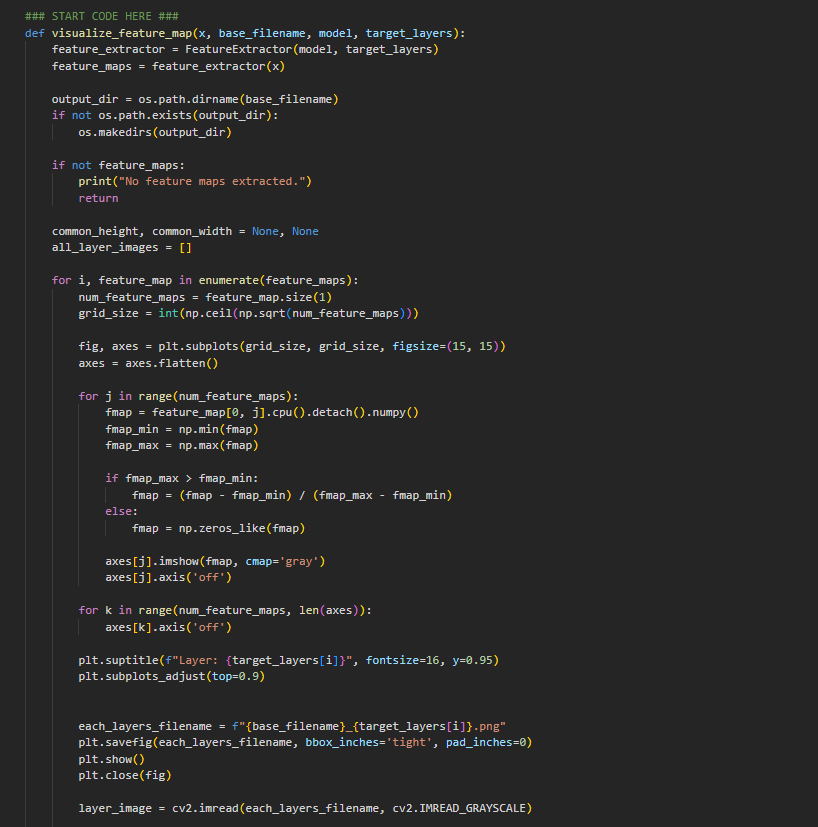 ### START CODE HERE ###
def visualize_feature_map(x, base_filename, model, target_layers):
    feature_extractor = FeatureExtractor(model, target_layers)
    feature_maps = feature_extractor(x)

    output_dir = os.path.dirname(base_filename)
    if not os.path.exists(output_dir):
        os.makedirs(output_dir)

    if not feature_maps:
        print("No feature maps extracted.")
        return

    common_height, common_width = None, None
    all_layer_images = []

    for i, feature_map in enumerate(feature_maps):
        num_feature_maps = feature_map.size(1)
        grid_size = int(np.ceil(np.sqrt(num_feature_maps)))

        fig, axes = plt.subplots(grid_size, grid_size, figsize=(15, 15))
        axes = axes.flatten()

        for j in range(num_feature_maps):
            fmap = feature_map[0, j].cpu().detach().numpy()
            fmap_min = np.min(fmap)
            fmap_max = np.max(fmap)

            if fmap_max > fmap_min:
                fmap = (fmap - fmap_min) / (fmap_max - fmap_min)
            else:
                fmap = np.zeros_like(fmap)

            axes[j].imshow(fmap, cmap='gray')
            axes[j].axis('off')

        for k in range(num_feature_maps, len(axes)):
            axes[k].axis('off')

        plt.suptitle(f"Layer: {target_layers[i]}", fontsize=16, y=0.95)
        plt.subplots_adjust(top=0.9)

        each_layers_filename = f"{base_filename}_{target_layers[i]}.png"
        plt.savefig(each_layers_filename, bbox_inches='tight', pad_inches=0)
        plt.show()
        plt.close(fig)

        layer_image = cv2.imread(each_layers_filename, cv2.IMREAD_GRAYSCALE)